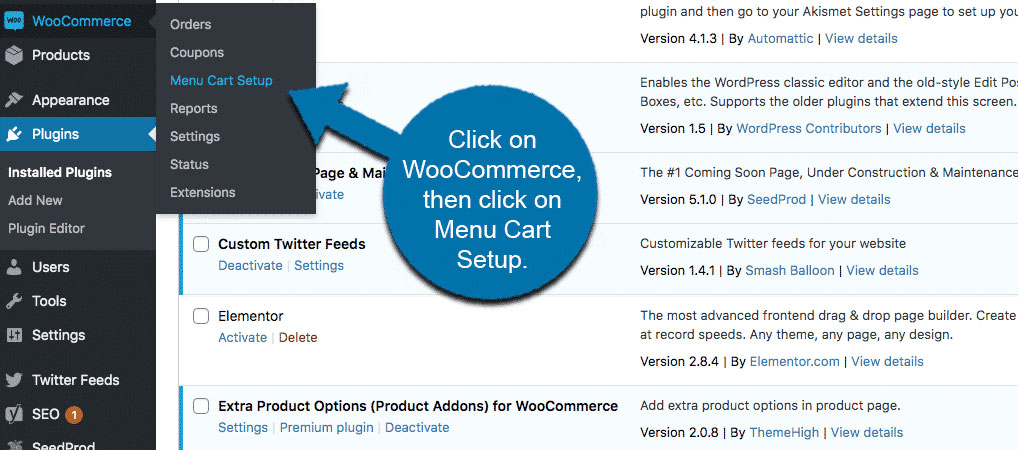 WOO WooCommerce
Products
Appearance
Plugins
Installed Plugins
Add New
Plugin Editor
Users
Tools
Settings
Twitter Feeds
SEO 1
SeedProd
Orders
Coupons
Menu Cart Setup
Reports
Settings
Status
Extensions
Click on
WooCommerce,
then click on
Menu Cart
Setup.
plugin and then go to your Akismet Settings page to set up you
Version 4.1.3 | By Automattic | View details
Enables the WordPress classic editor and the old-style Edit Pos
Boxes, etc. Supports the older plugins that extend this screen.
Version 1.5 | By WordPress Contributors | View details
Page & Main
vate
The #1 Coming Soon Page, Under Construction & Maintenance
Version 5.1.0 | By SeedProd | View details
Custom Twitter Feeds
Deactivate | Settings
Customizable Twitter feeds for your website
Version 1.4.1 | By Smash Balloon | View details
Elementor
Activate | Delete
The most advanced frontend drag & drop page builder. Create
at record speeds. Any theme, any page, any design.
Version 2.8.4 | By Elementor.com | View details
Extra Product Options (Product Addons) for WooCommerce
Settings | Premium plugin | Deactivate
Add extra product options in product page.
Version 2.0.8 | By ThemeHigh | View details